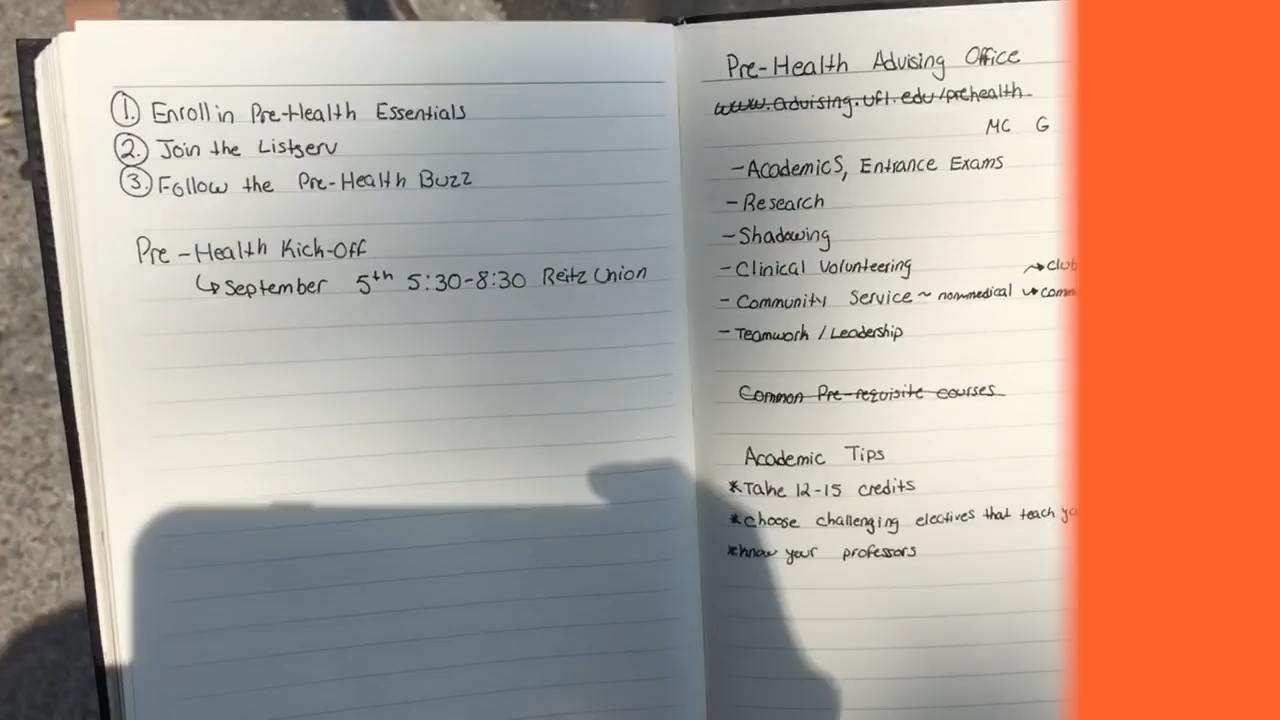 1. Enroll in Pre-Health Essentials
2. Join the Listserv
3. Follow the Pre-Health Buzz
Pre-Health Kick-Off
↳ September 5th 5:30-8:30 Reitz Union
Pre-Health Advising Office
www.advising.ufl.edu/prehealth
MC G
- Academics, Entrance Exams
- Research
- Shadowing
- Clinical Volunteering → club
- Community Service ~ nonmedical ↳
- Teamwork / Leadership
Common Pre-requisite courses
Academic Tips
* Take 12-15 credits
* choose challenging electives that teach
* know your professors